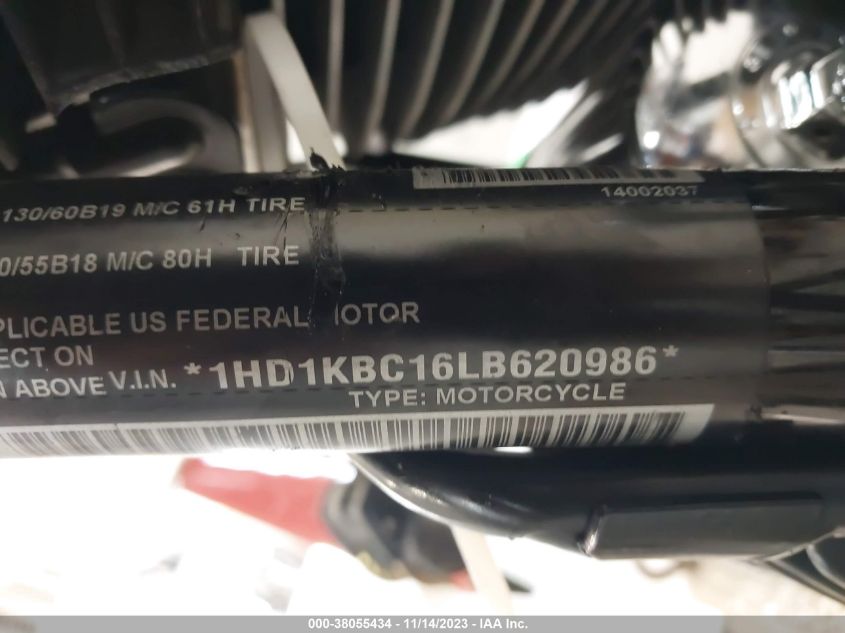 14002037
130/60B19 M/C 61H TIRE
0/55B18 M/C 80H TIRE
PLICABLE US FEDERAL OTOR
ECT ON
N ABOVE V.I.N. *1HD1KBC16LB620986*
TYPE: MOTORCYCLE
000-38055434 - 11/14/2023 - IAA Inc.